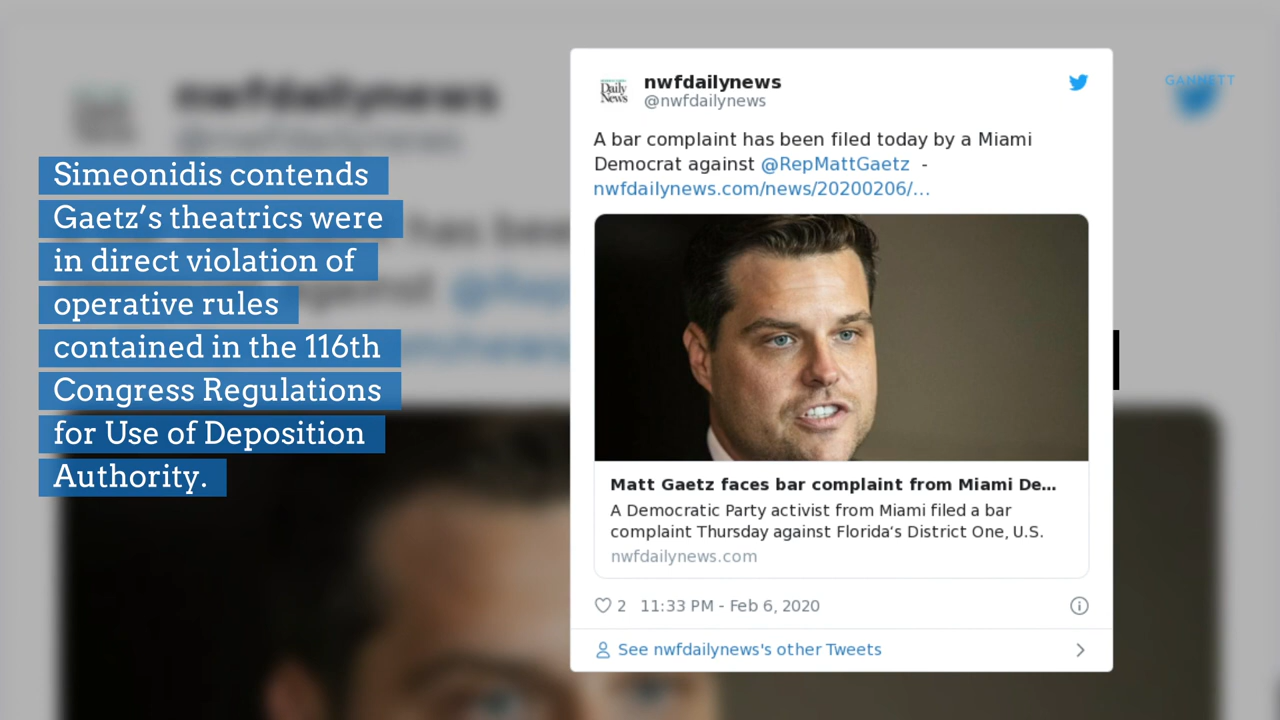 Simeonidis contends
Gaetz’s theatrics were
in direct violation of
operative rules
contained in the 116th
Congress Regulations
for Use of Deposition
Authority.
nwfdailynews
@nwfdailynews
Daily
News
A bar complaint has been filed today by a Miami
Democrat against @RepMattGaetz -
nwfdailynews.com/news/20200206/…
Matt Gaetz faces bar complaint from Miami De…
A Democratic Party activist from Miami filed a bar
complaint Thursday against Florida‘s District One, U.S.
nwfdailynews.com
2 11:33 PM - Feb 6, 2020
See nwfdailynews's other Tweets
GANNETT